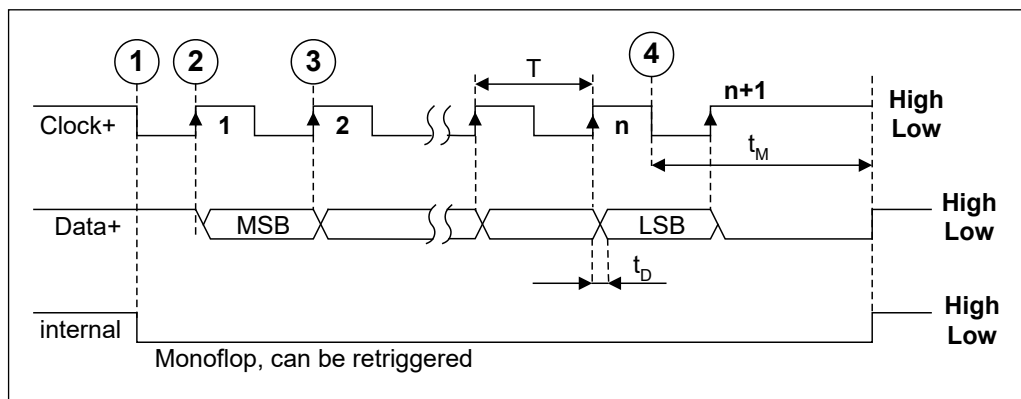 1 2 3 4
T
n+1
Clock+ 1 2 n High
Low
t_M
Data+ MSB LSB High
Low
t_D
internal High
Low
Monoflop, can be retriggered